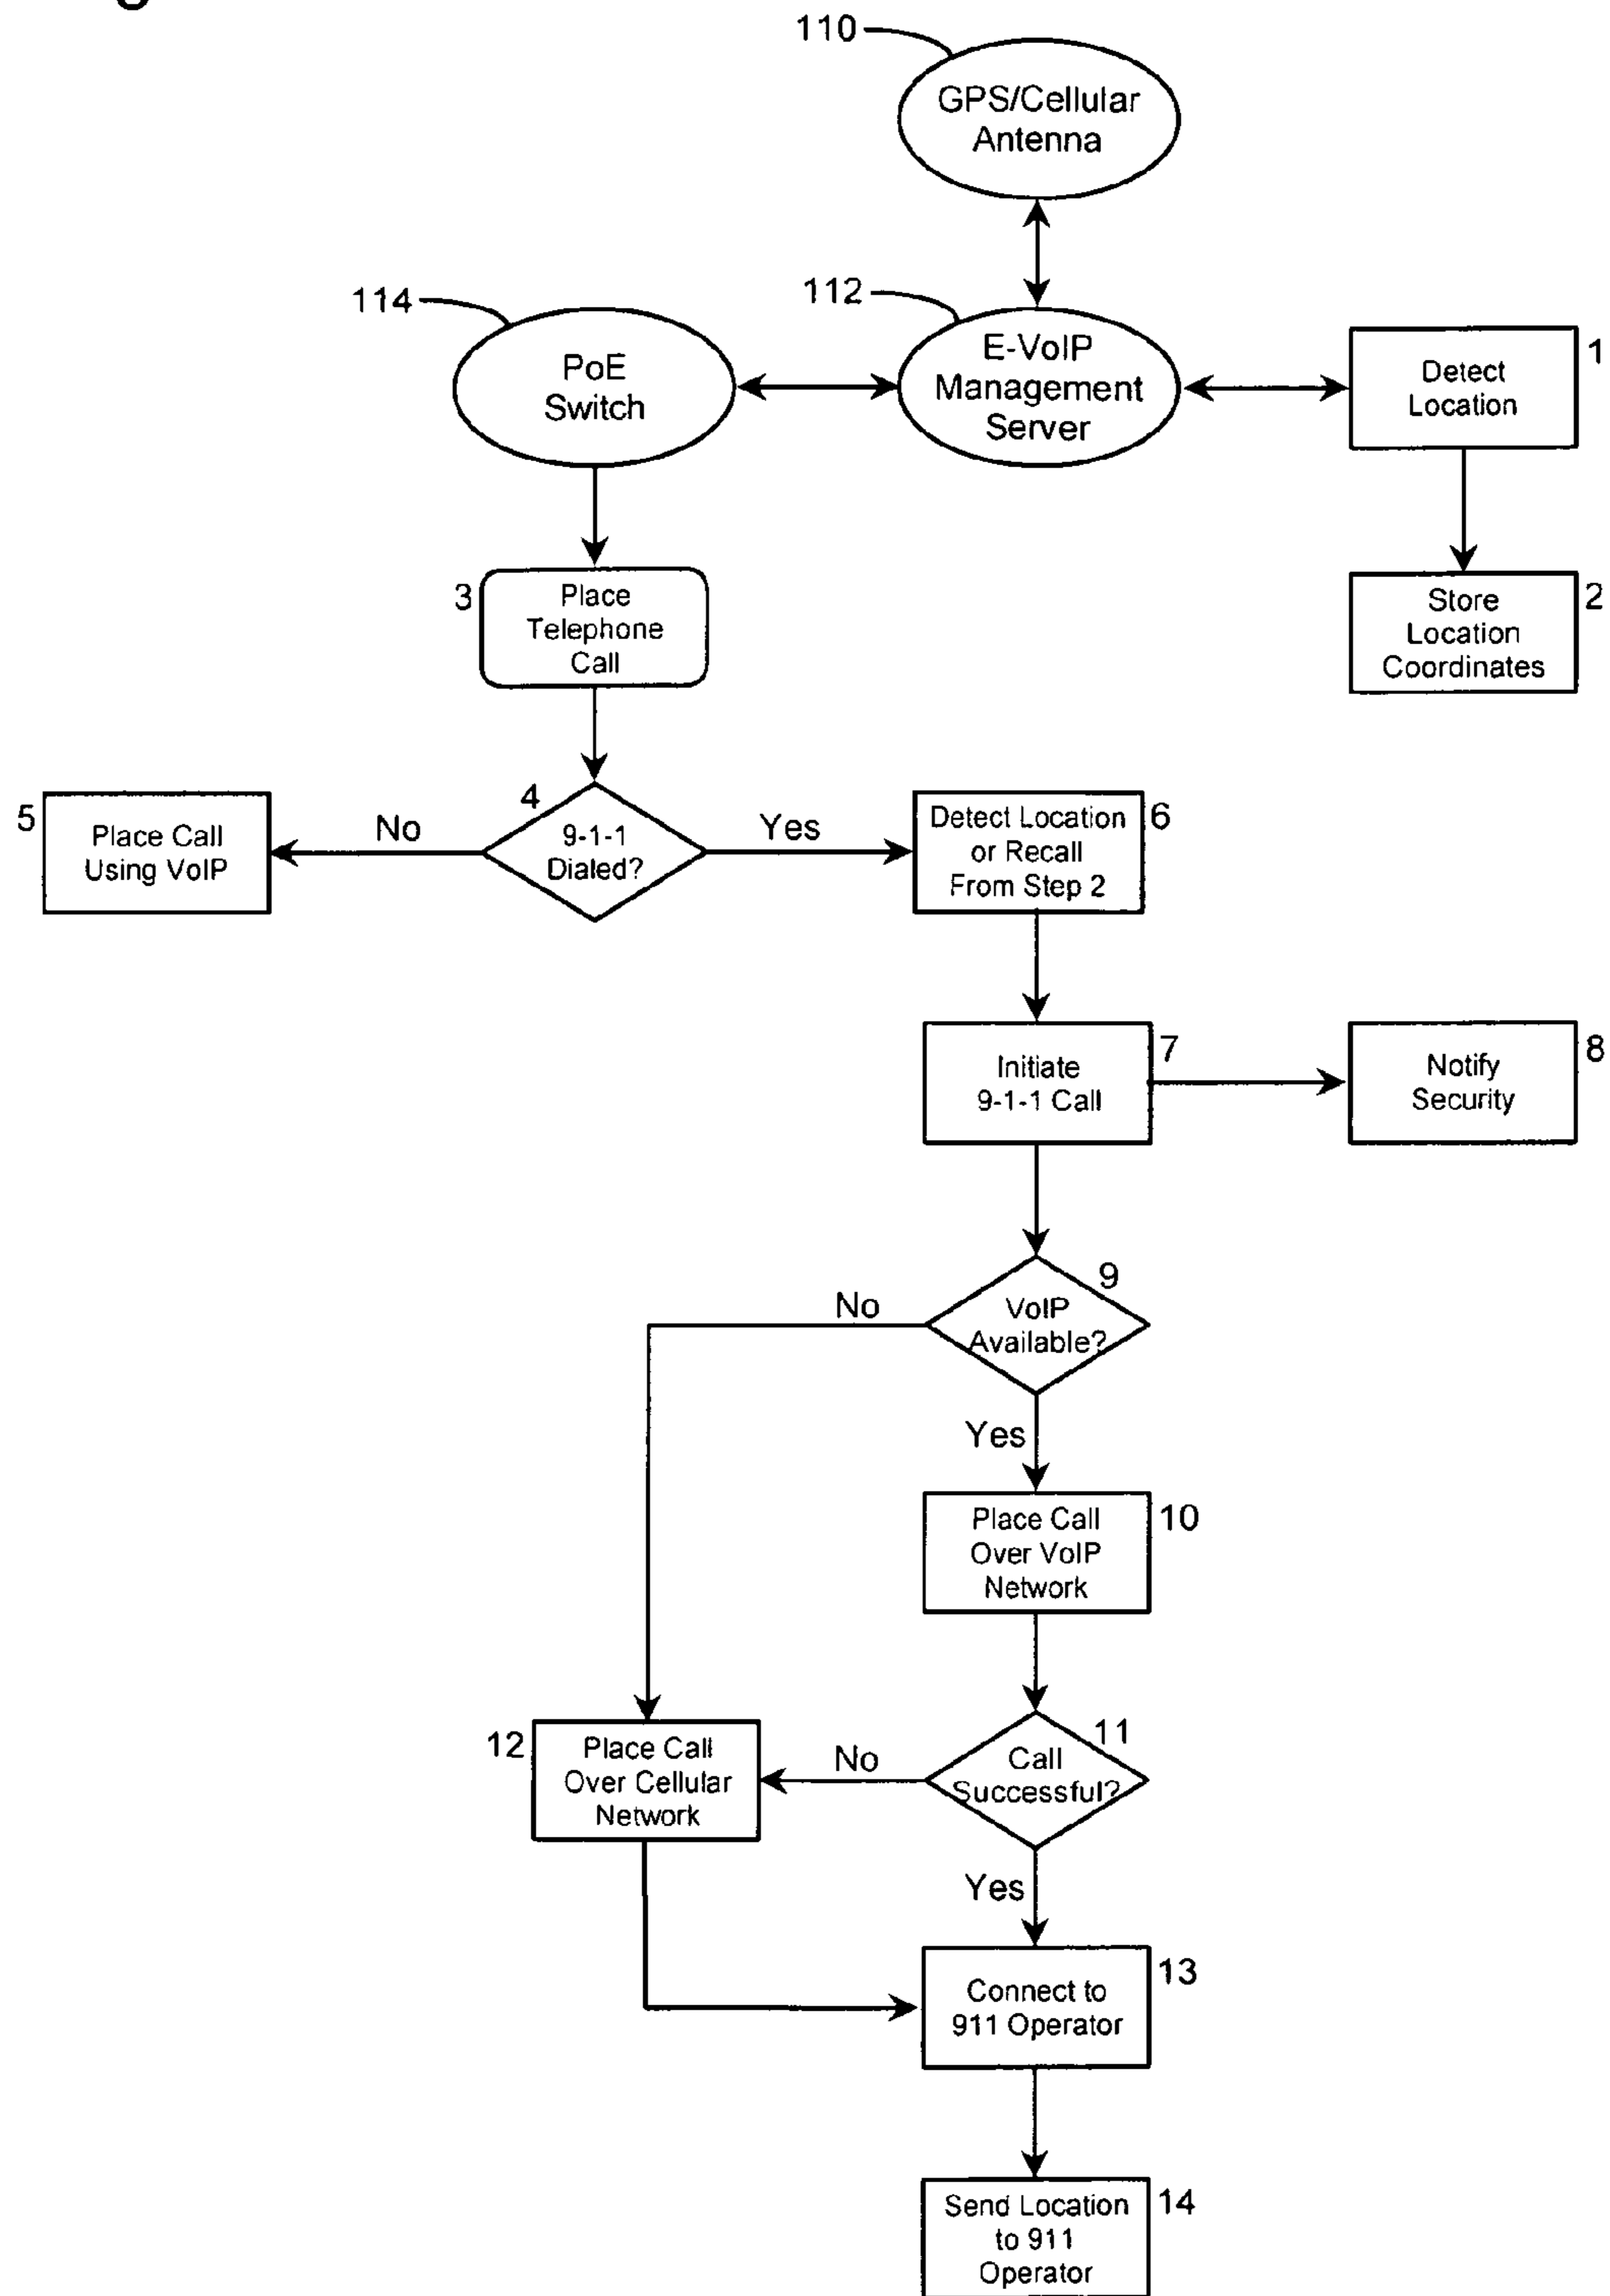 110
GPS/Cellular
Antenna
114
112
PoE
Switch
E-VoIP
Management
Server
Detect
Location
1
3
Place
Telephone
Call
Store
Location
Coordinates
2
5
Place Call
Using VoIP
No
4
9-1-1
Dialed?
Yes
Detect Location
or Recall
From Step 2
6
Initiate
9-1-1 Call
7
Notify
Security
8
No
9
VoIP
Available?
Yes
Place Call
Over VoIP
Network
10
12
Place Call
Over Cellular
Network
No
11
Call
Successful?
Yes
Connect to
911 Operator
13
Send Location
to 911
Operator
14